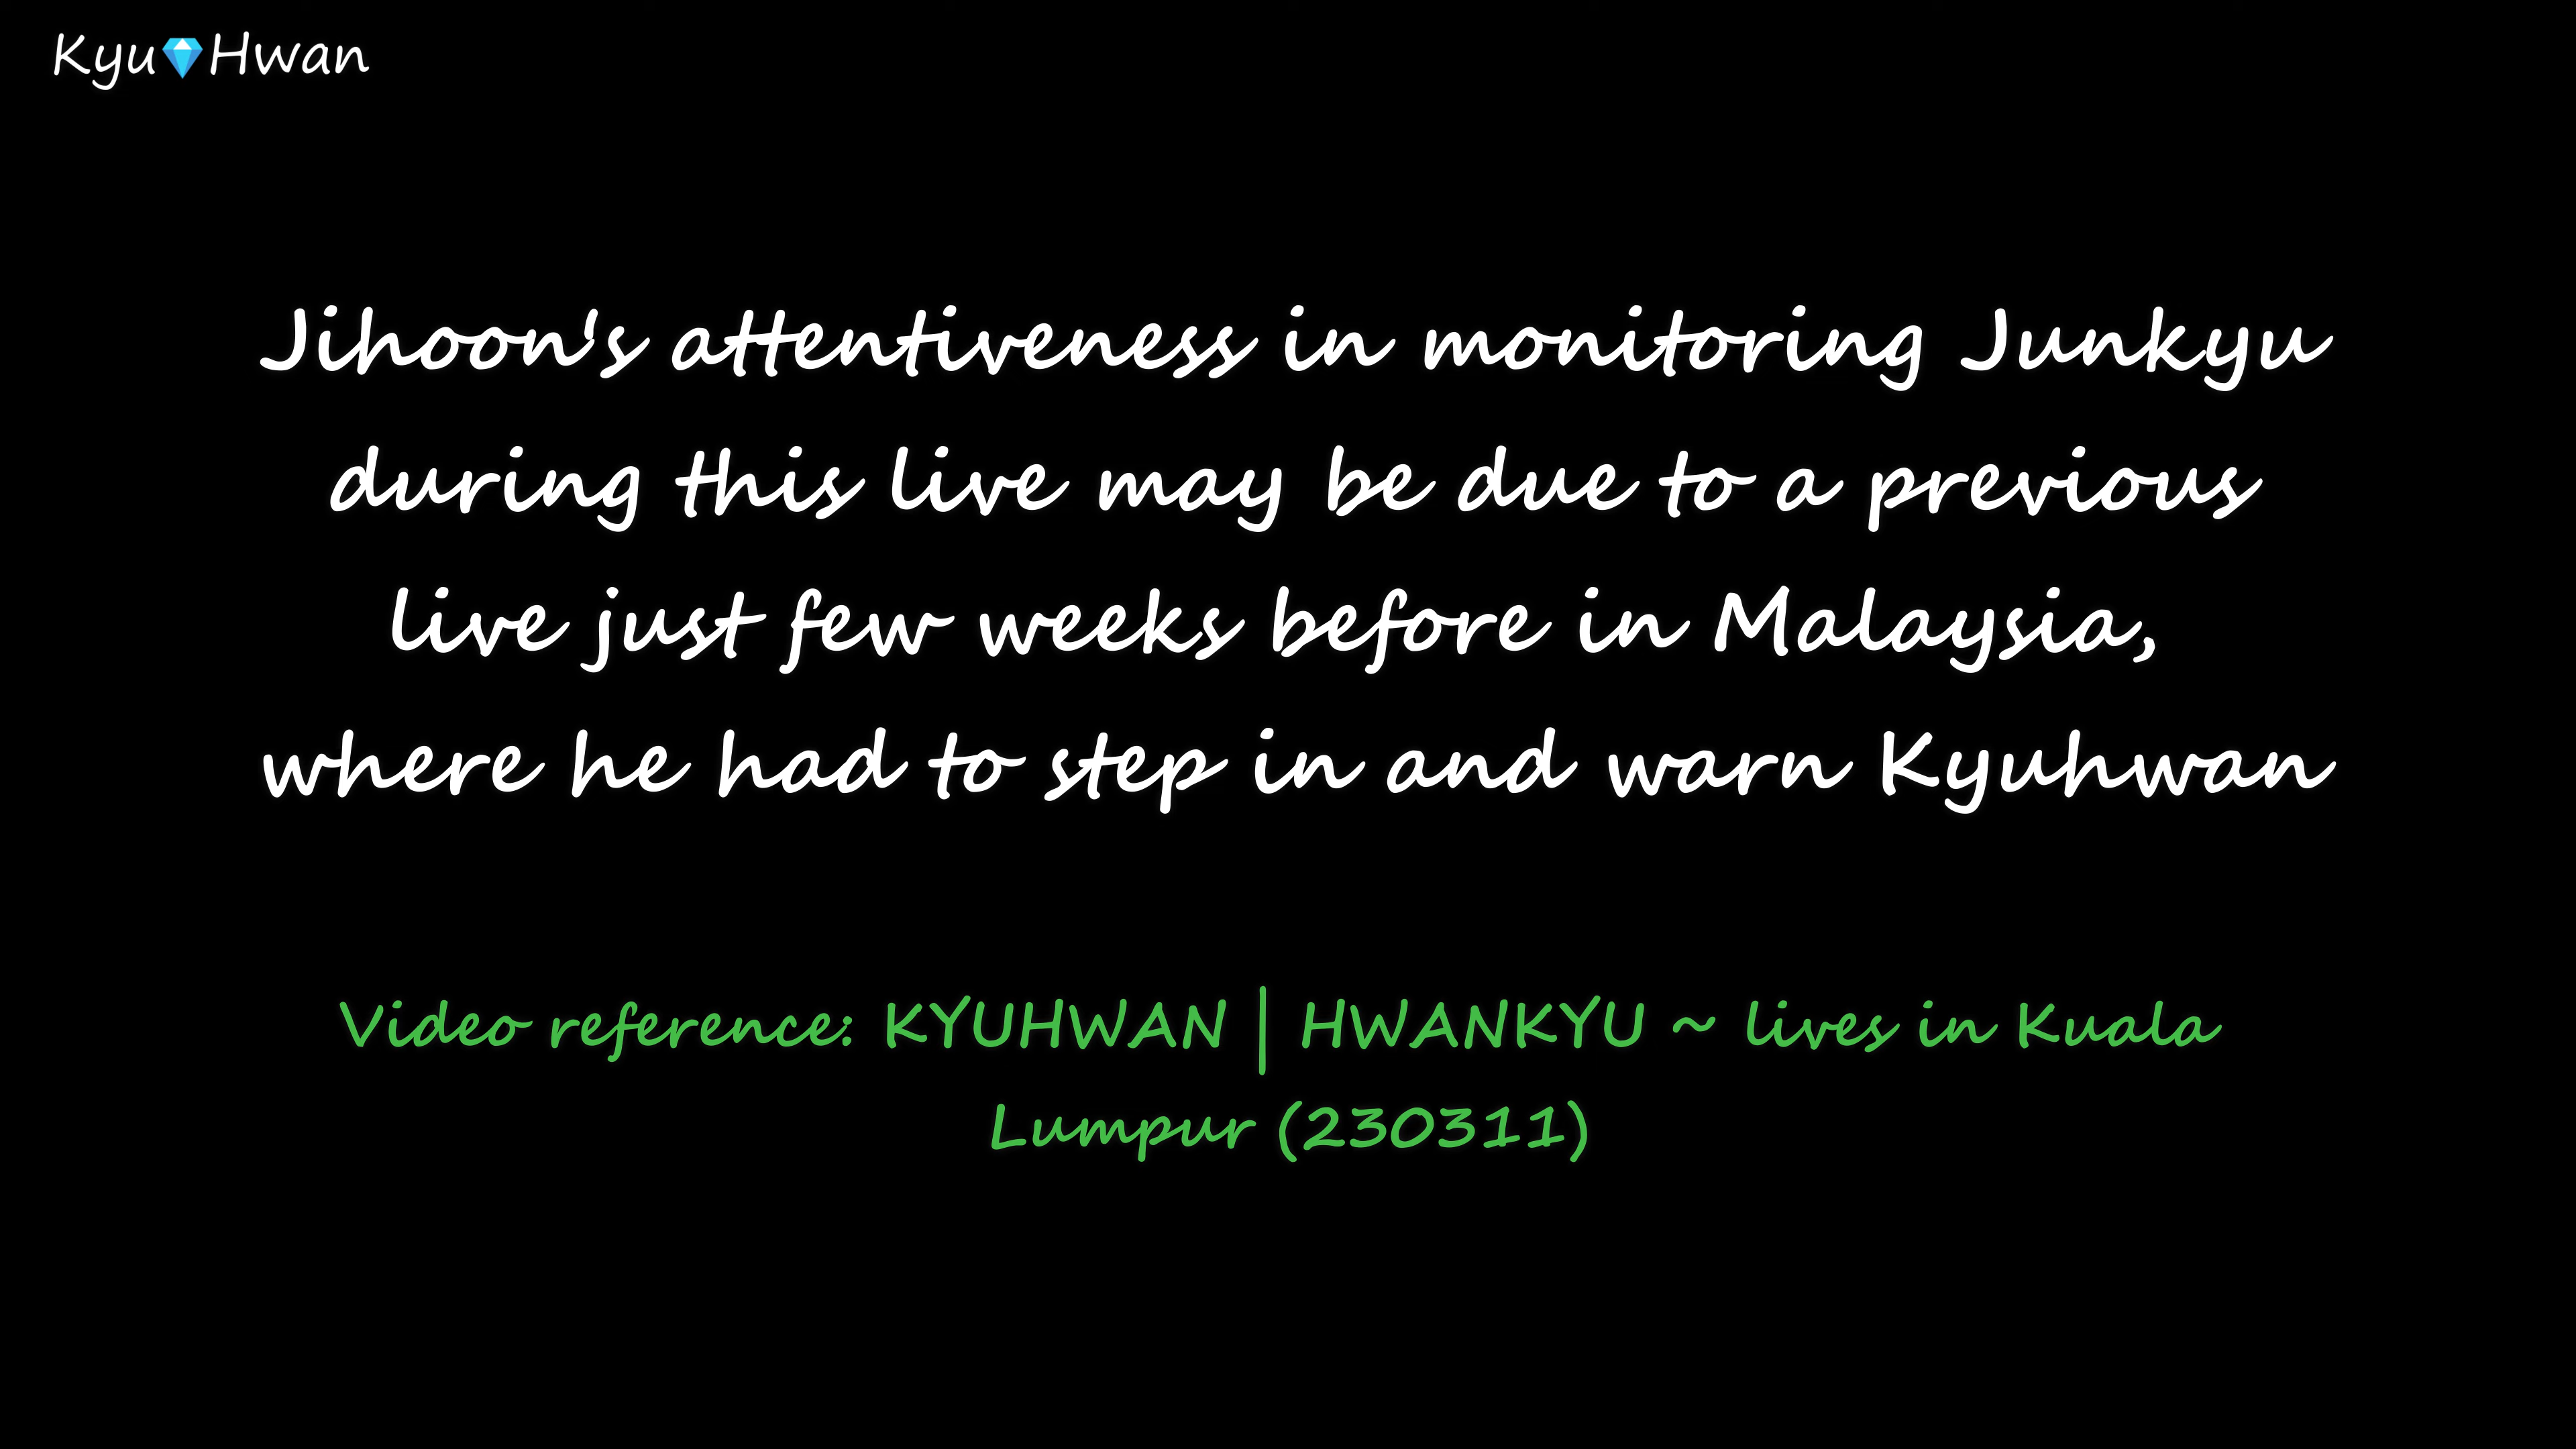 Kyu💎Hwan
Jihoon's attentiveness in monitoring Junkyu
during this live may be due to a previous
live just few weeks before in Malaysia,
where he had to step in and warn Kyuhwan
Video reference: KYUHWAN | HWANKYU ~ lives in Kuala
Lumpur (230311)